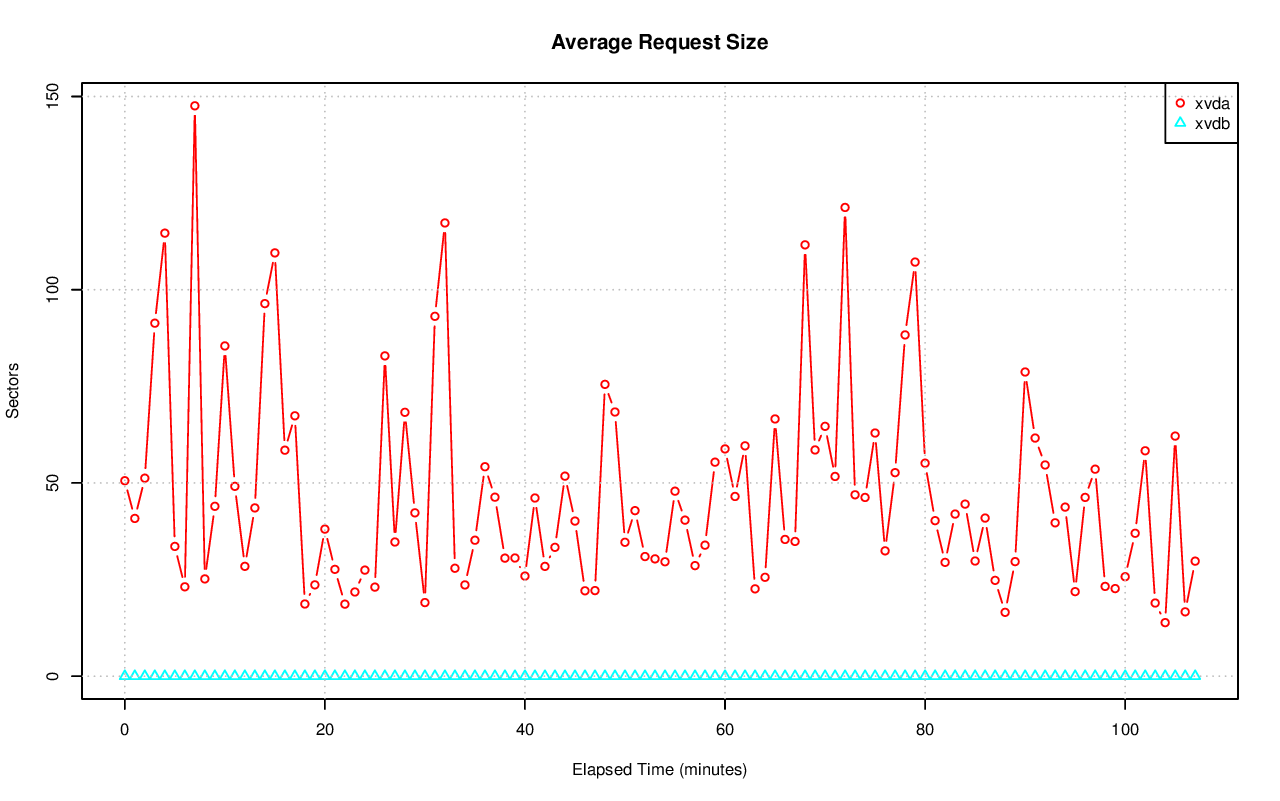 Average Request Size
150
100
50
0
Sectors
xvda
xvdb
0 20 40 60 80 100
Elapsed Time (minutes)